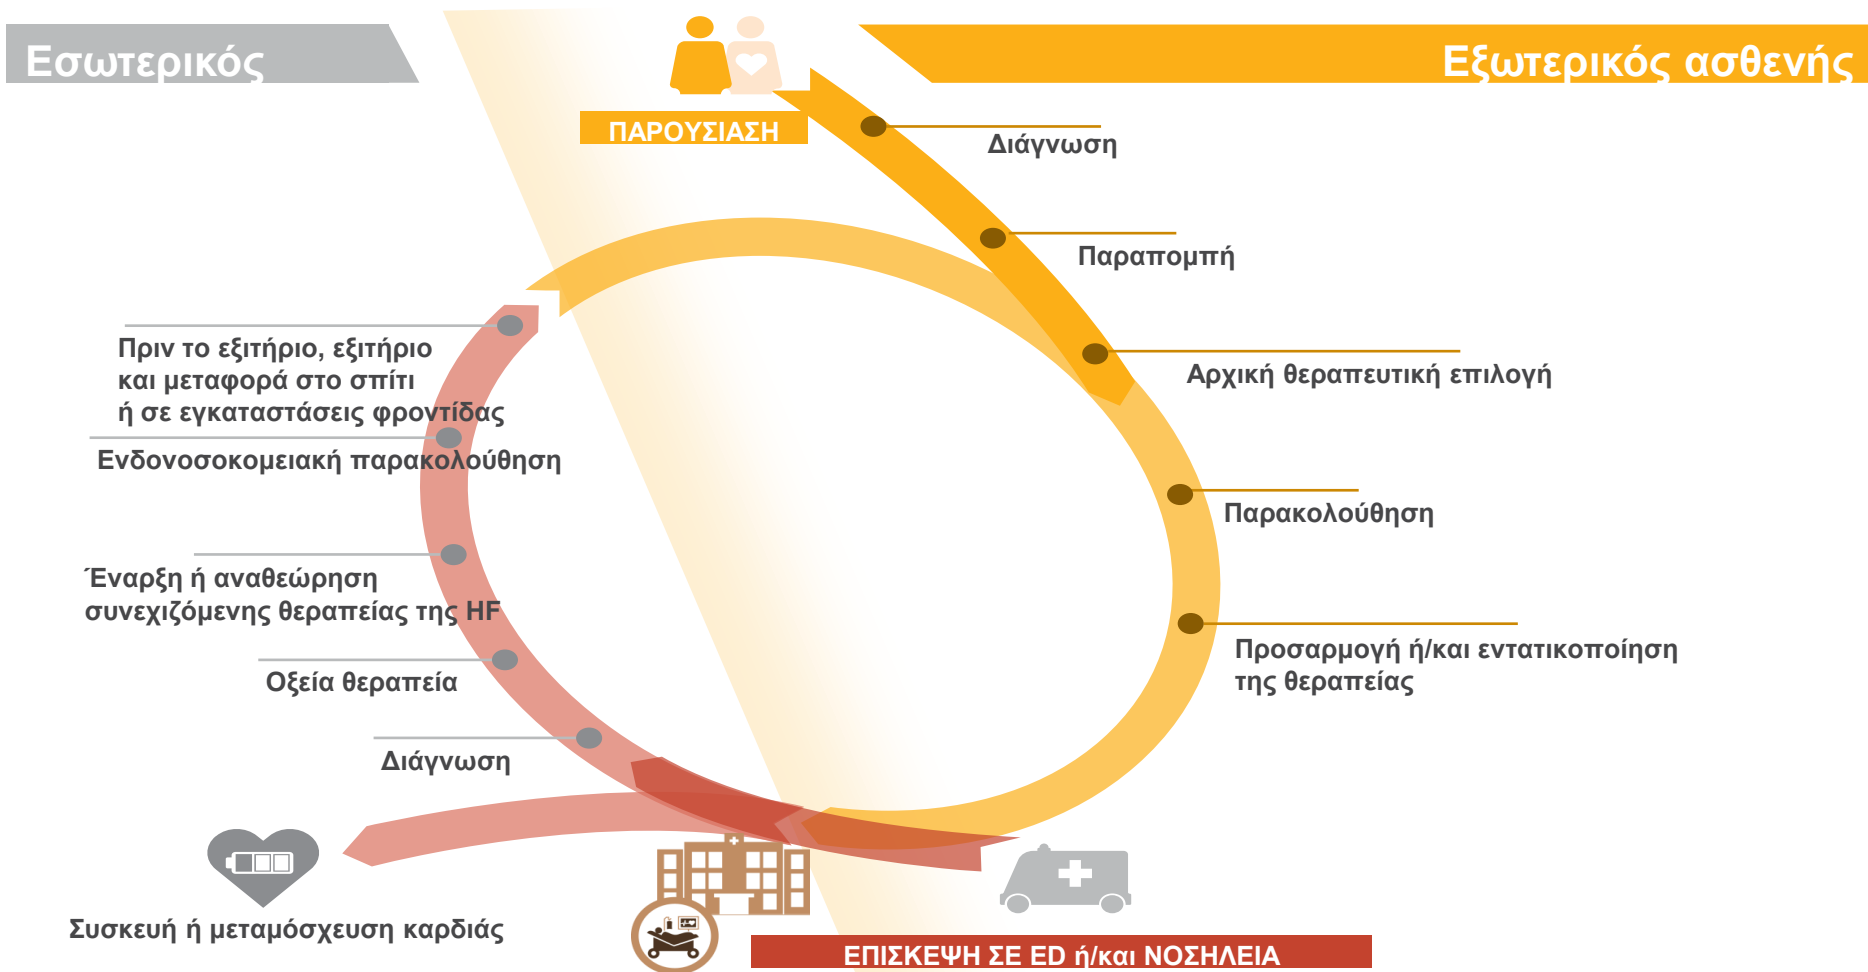 Εσωτερικός
Εξωτερικός ασθενής
ΠΑΡΟΥΣΙΑΣΗ
Διάγνωση
Παραπομπή
Αρχική θεραπευτική επιλογή
Παρακολούθηση
Προσαρμογή ή/και εντατικοποίηση
της θεραπείας
Πριν το εξιτήριο, εξιτήριο
και μεταφορά στο σπίτι
ή σε εγκαταστάσεις φροντίδας
Ενδονοσοκομειακή παρακολούθηση
Έναρξη ή αναθεώρηση
συνεχιζόμενης θεραπείας της HF
Οξεία θεραπεία
Διάγνωση
Συσκευή ή μεταμόσχευση καρδιάς
ΕΠΙΣΚΕΨΗ ΣΕ ED ή/και ΝΟΣΗΛΕΙΑ